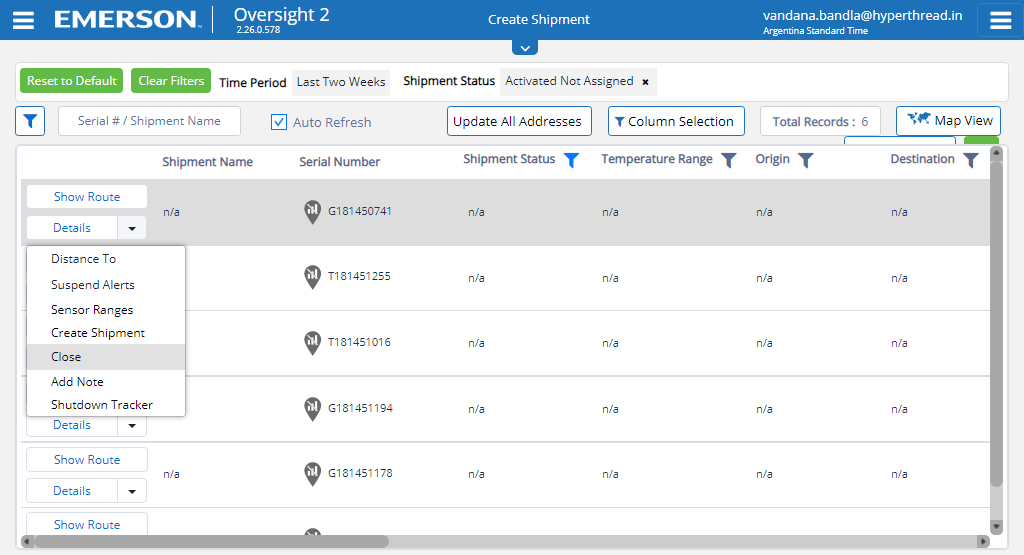 EMERSON
Oversight 2
2.26.0.578
Create Shipment
vandana.bandla@hyperthread.in
Argentina Standard Time
Reset to Default
Clear Filters
Time Period
Last Two Weeks
Shipment Status
Activated Not Assigned ×
Serial # / Shipment Name
Auto Refresh
Update All Addresses
Column Selection
Total Records : 6
Map View
Shipment Name
Serial Number
Shipment Status
Temperature Range
Origin
Destination
Show Route
Details
n/a
G181450741
n/a
n/a
n/a
n/a
Distance To
Suspend Alerts
Sensor Ranges
Create Shipment
Close
Add Note
Shutdown Tracker
T181451255
n/a
n/a
n/a
n/a
T181451016
n/a
n/a
n/a
n/a
Details
G181451194
n/a
n/a
n/a
n/a
Show Route
Details
n/a
G181451178
n/a
n/a
n/a
n/a
Show Route